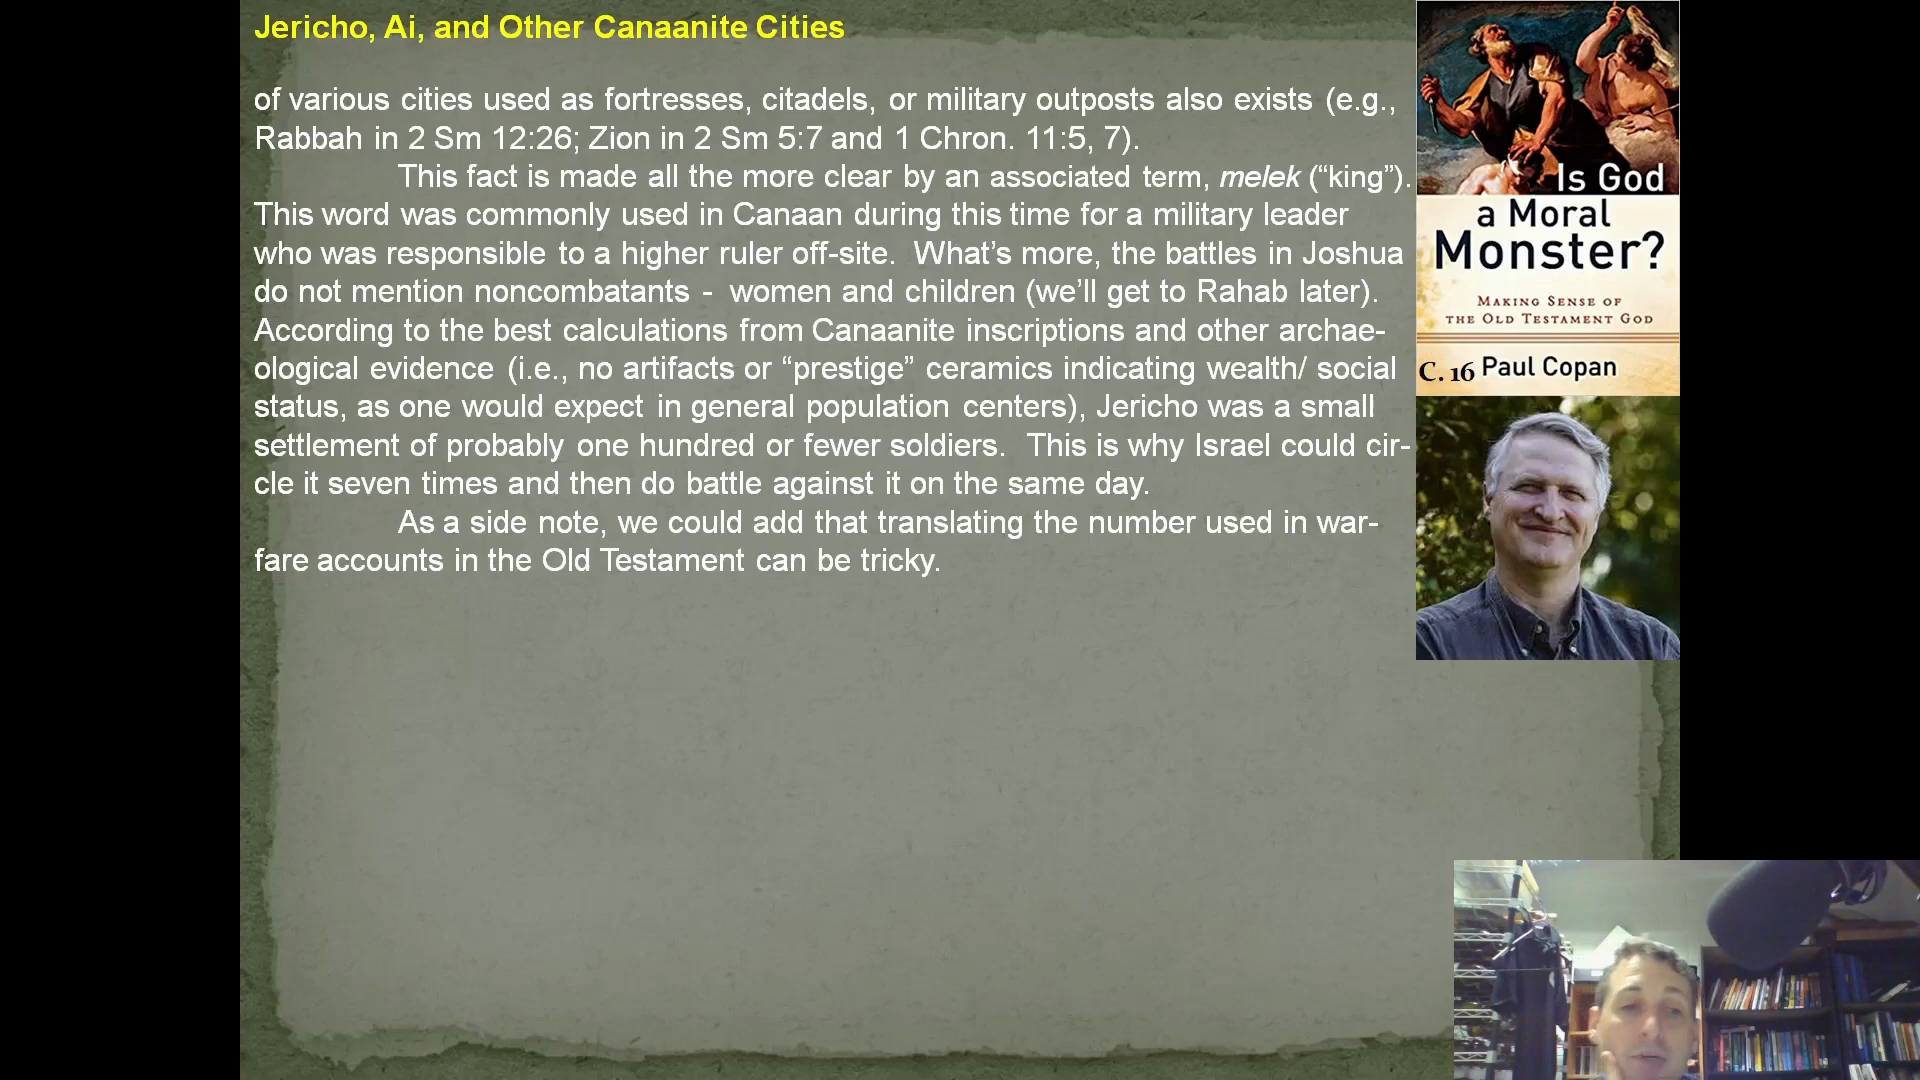 Jericho, Ai, and Other Canaanite Cities
of various cities used as fortresses, citadels, or military outposts also exists (e.g.,
Rabbah in 2 Sm 12:26; Zion in 2 Sm 5:7 and 1 Chron. 11:5, 7).
This fact is made all the more clear by an associated term, melek (“king”).
This word was commonly used in Canaan during this time for a military leader
who was responsible to a higher ruler off-site.  What’s more, the battles in Joshua
do not mention noncombatants -  women and children (we’ll get to Rahab later).
According to the best calculations from Canaanite inscriptions and other archae-
ological evidence (i.e., no artifacts or “prestige” ceramics indicating wealth/ social
status, as one would expect in general population centers), Jericho was a small
settlement of probably one hundred or fewer soldiers.  This is why Israel could cir-
cle it seven times and then do battle against it on the same day.
As a side note, we could add that translating the number used in war-
fare accounts in the Old Testament can be tricky.
Is God
a Moral
Monster?
Making Sense of
the Old Testament God
C. 16 Paul Copan